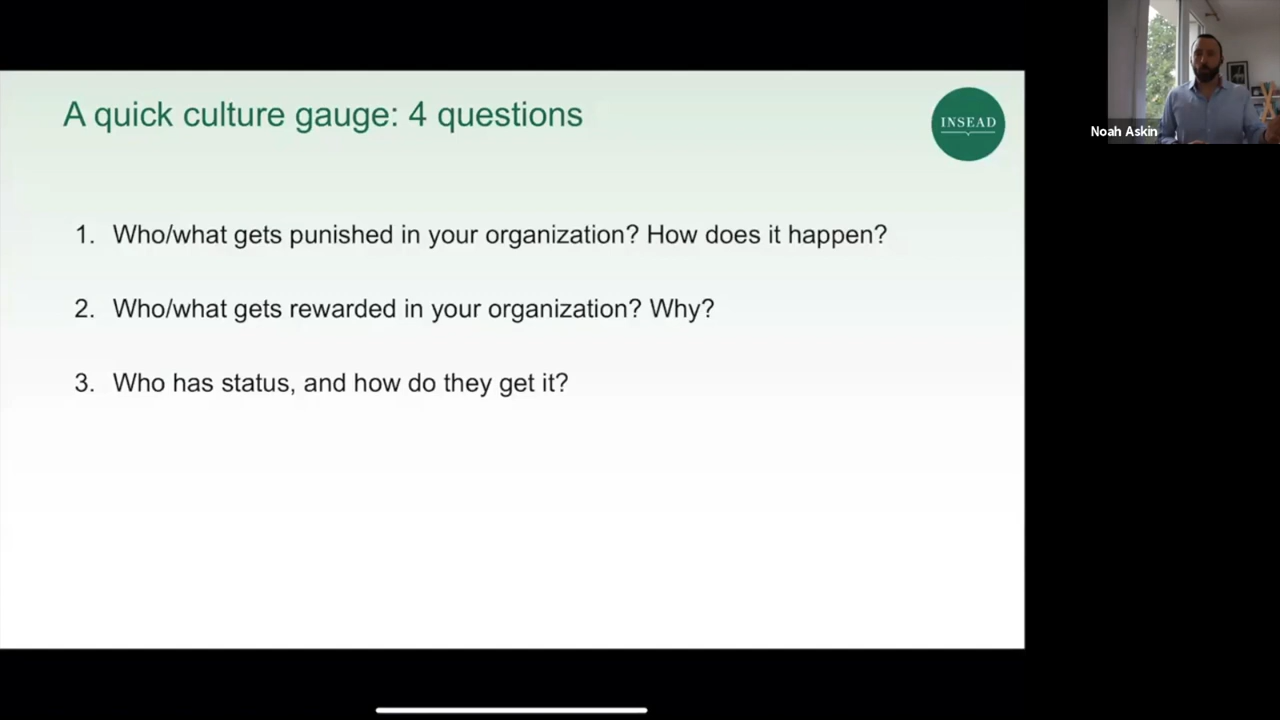 A quick culture gauge: 4 questions
INSEAD
Noah Askin
1. Who/what gets punished in your organization? How does it happen?
2. Who/what gets rewarded in your organization? Why?
3. Who has status, and how do they get it?